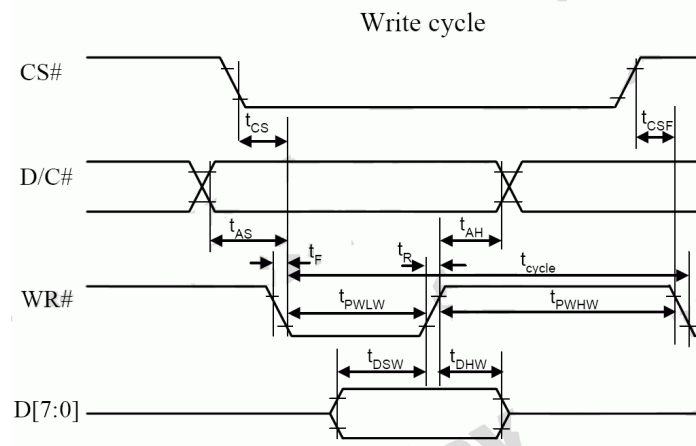 Write cycle
CS#
tCS
tCSF
D/C#
tAS
tAH
tF
tR
tcycle
WR#
tPWLW
tPWHW
tDSW
tDHW
D[7:0]